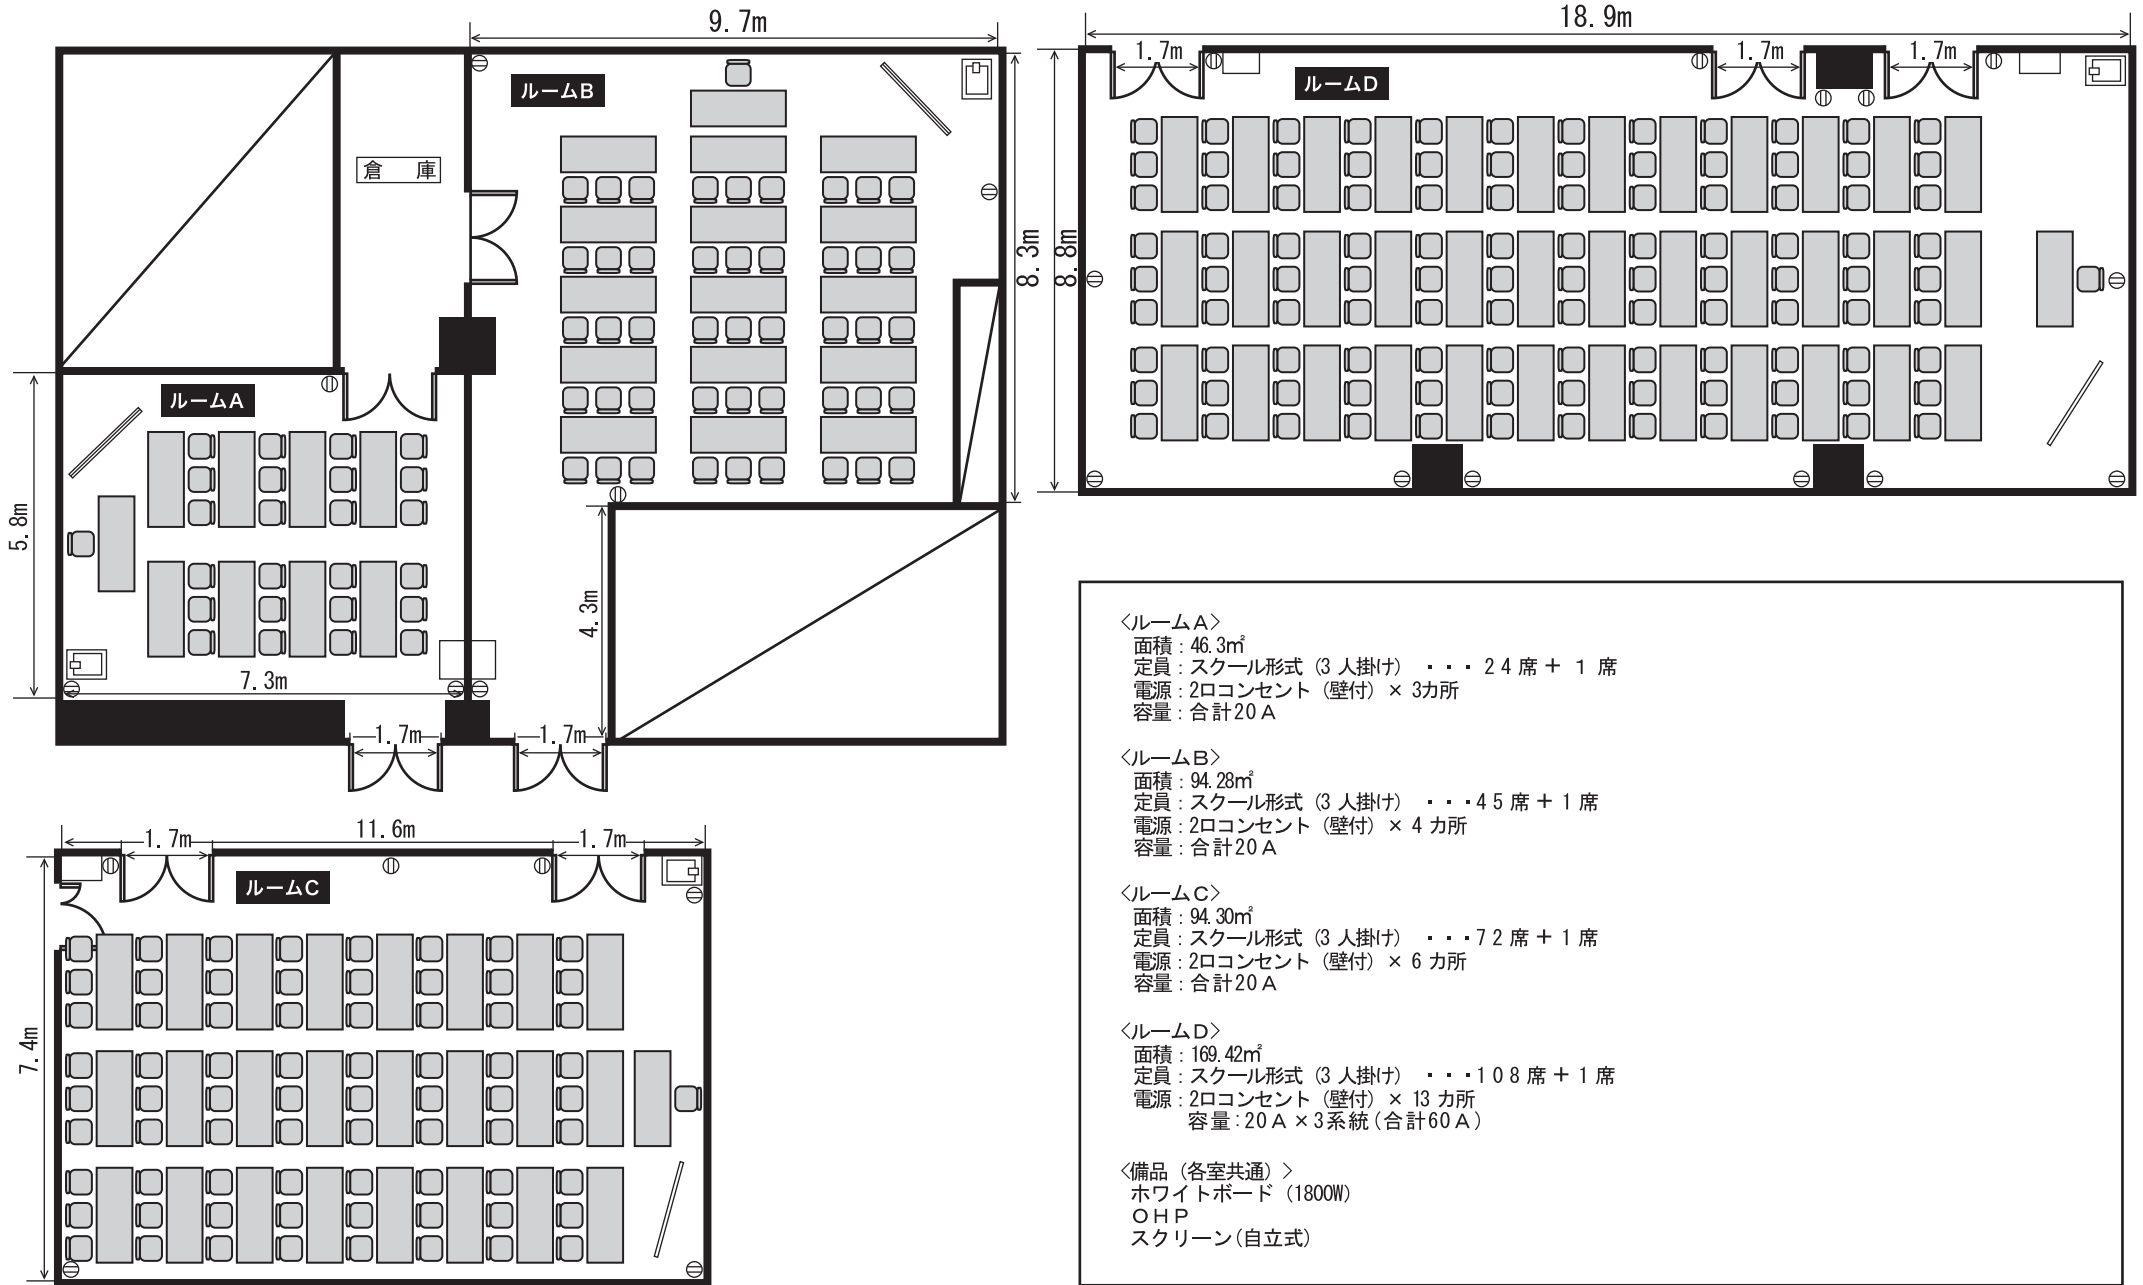 9.7m
ルームB
倉 庫
8.3m
ルームA
5.8m
7.3m
4.3m
1.7m
1.7m
18.9m
1.7m
1.7m
1.7m
ルームD
8.8m
1.7m
11.6m
1.7m
ルームC
7.4m
〈ルームA〉
面積：46.3㎡
定員：スクール形式（3 人掛け） ・・・ 24席＋ 1 席
電源：2口コンセント（壁付）× 3カ所
容量：合計20A
〈ルームB〉
面積：94.28㎡
定員：スクール形式（3 人掛け） ・・・45席＋1席
電源：2口コンセント（壁付）× 4 カ所
容量：合計20A
〈ルームC〉
面積：94.30㎡
定員：スクール形式（3 人掛け） ・・・72席＋1席
電源：2口コンセント（壁付）× 6 カ所
容量：合計20A
〈ルームD〉
面積：169.42㎡
定員：スクール形式（3 人掛け） ・・・108席＋1席
電源：2口コンセント（壁付）× 13 カ所
容量：20A×3系統（合計60A）
〈備品（各室共通）〉
ホワイトボード（1800W）
OHP
スクリーン（自立式）